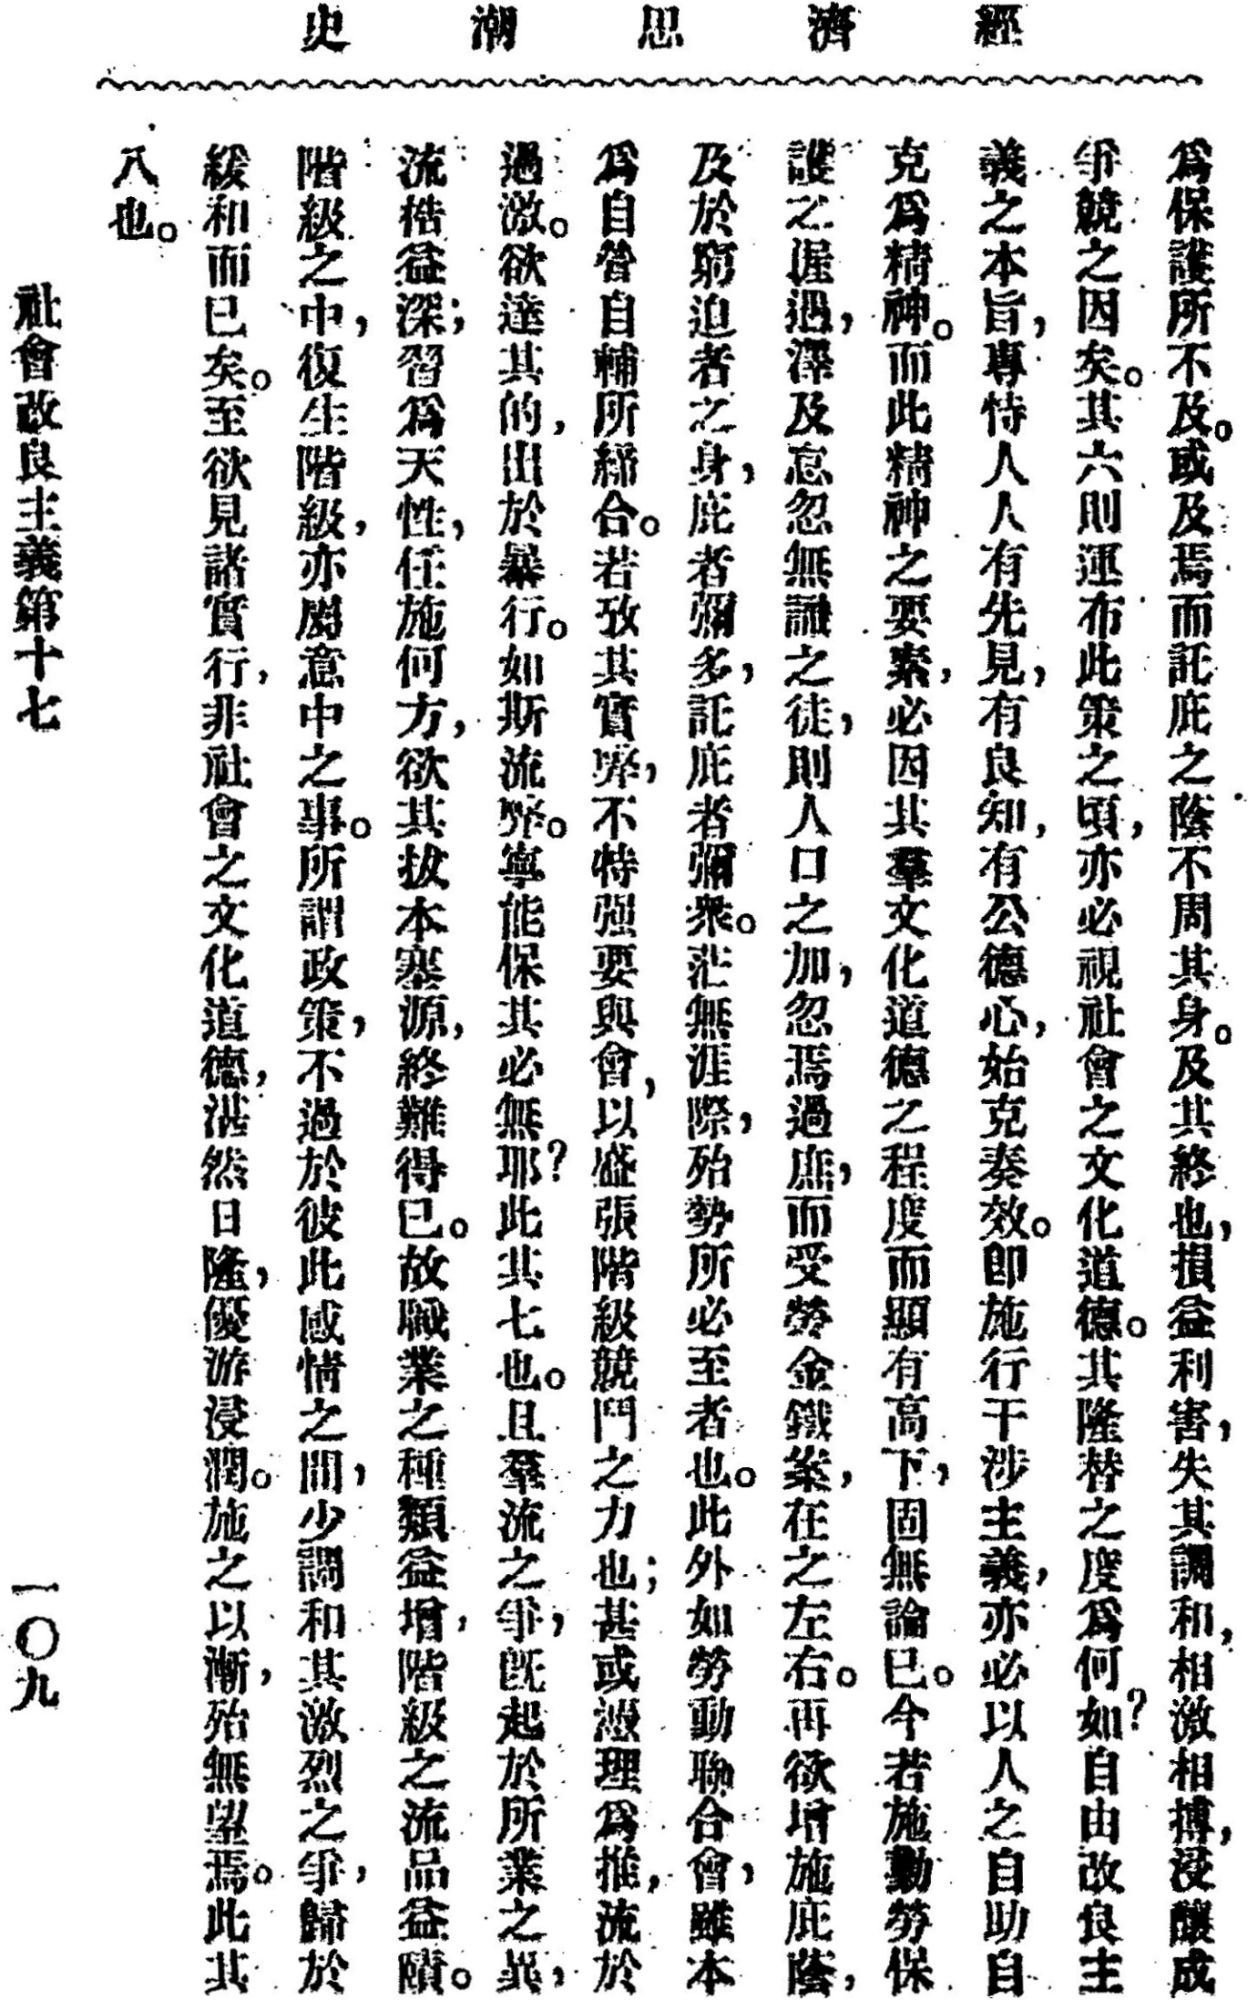 經濟思潮史
爲保護所不及。或及焉而託庇之蔭不周其身。及其終也，損益利害，失其調和，相激相搏，浸釀成
爭競之因矣。其六則運布此策之頃，亦必視社會之文化道德。其隆替之度爲何如？自由改良主
義之本旨，專恃人人有先見，有良知，有公德心，始克奏效。卽施行干涉主義，亦必以人之自助自
克爲精神。而此精神之要素，必因其羣文化道德之程度而顯有高下，固無論已。今若施勤勞保
護之渥遇，澤及怠忽無謙之徒，則人口之加，忽焉過庶，而受勞金鐵案，在之左右。再欲增施庇蔭，
及於窮迫者之身，庇者彌多，託庇者彌衆。茫無涯際，殆勢所必至者也。此外如勞動聯合會，雖本
爲自營自輔所締合。若攷其實弊，不特强要與會，以盛張階級競鬥之力也；甚或憑理爲推，流於
過激。欲達其的，出於暴行。如斯流弊。寧能保其必無耶？此其七也。且羣流之爭，旣起於所業之異，
流梏益深；習爲天性，任施何方，欲其拔本塞源，終難得已。故職業之種類益增，階級之流品益賾。
階級之中，復生階級，亦屬意中之事。所謂政策，不過於彼此感情之間，少調和其激烈之爭，歸於
緩和而已矣。至欲見諸實行，非社會之文化道德，湛然日隆，優游浸潤。施之以漸，殆無望焉。此其
八也。
社會改良主義第十七
一〇九